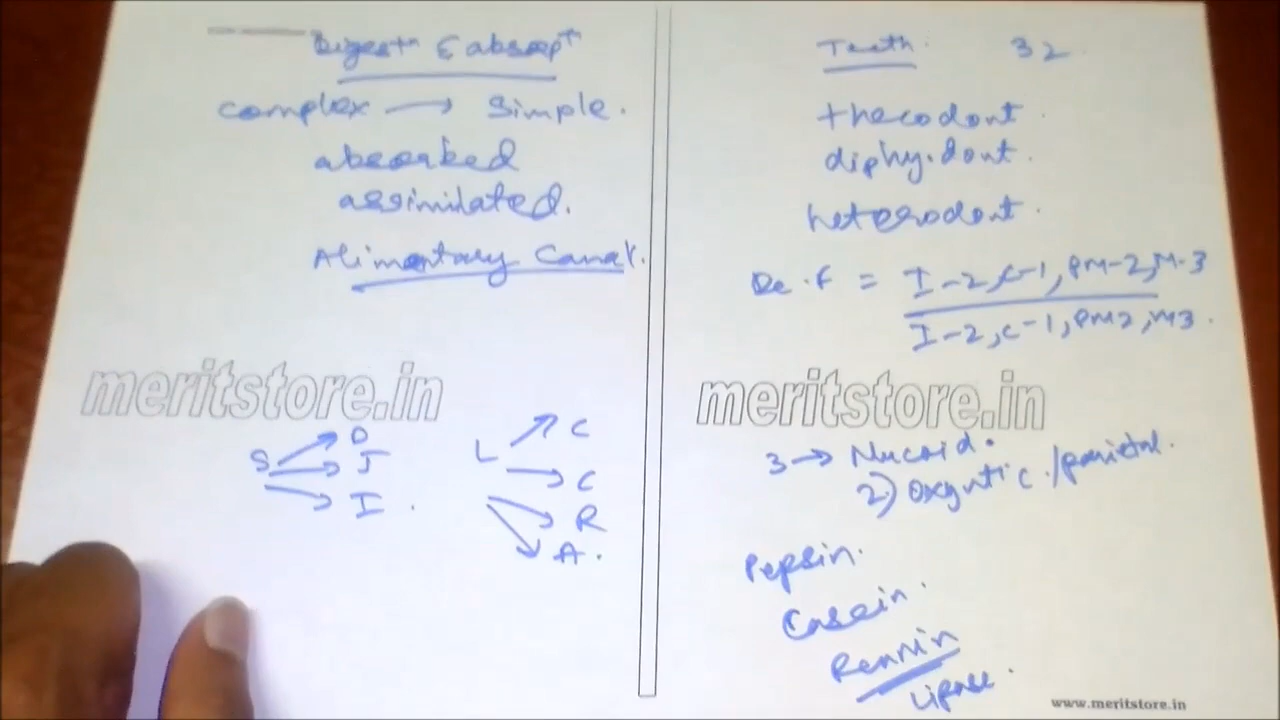 Digestn & absorptn
complex → Simple.
absorbed
assimilated.
Alimentary Canal.
meritstore.in
S → D
→ J
→ I.
L → C
→ C
→ R
→ A.
Teeth. 32
thecodont.
diphydont.
heterodont.
De.f = I-2, C-1, PM-2, M-3
I-2, C-1, PM2, M3.
meritstore.in
3 → Mucoid.
2) Oxyntic./parietal.
Pepsin.
Casein.
Rennin
Lipase.
www.meritstore.in